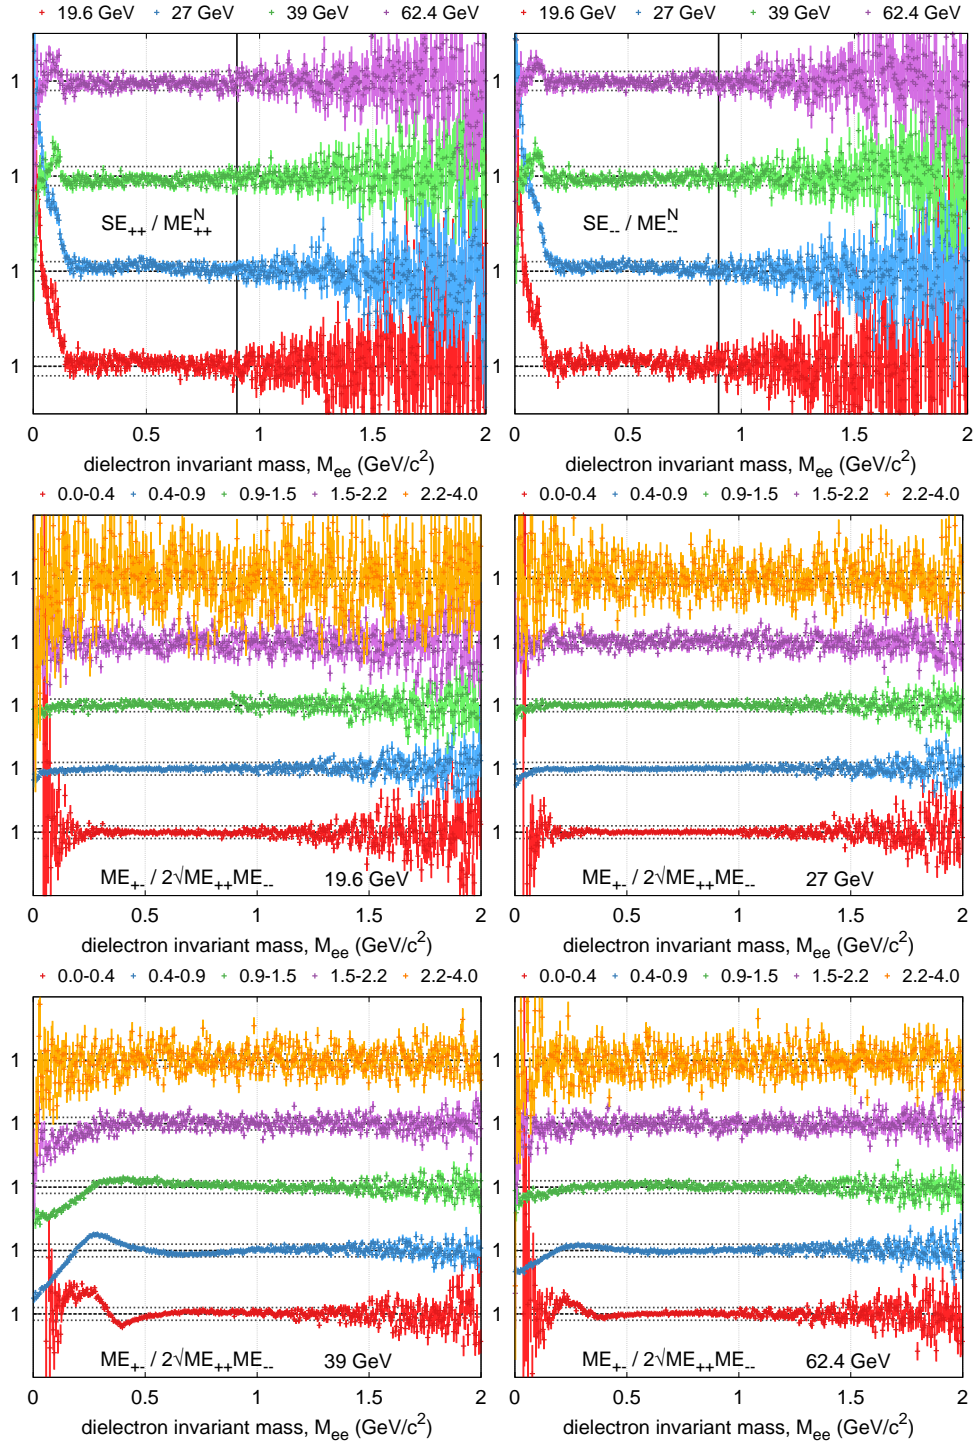 19.6 GeV 27 GeV 39 GeV 62.4 GeV
19.6 GeV 27 GeV 39 GeV 62.4 GeV
1
1
SE++ / ME^N++
1
1
0 0.5 1 1.5 2
dielectron invariant mass, Mee (GeV/c²)
1
1
SE-- / ME^N--
1
1
0 0.5 1 1.5 2
dielectron invariant mass, Mee (GeV/c²)
0.0-0.4 0.4-0.9 0.9-1.5 1.5-2.2 2.2-4.0
1
1
1
1
1
ME+- / 2√ME++ME-- 19.6 GeV
0 0.5 1 1.5 2
dielectron invariant mass, Mee (GeV/c²)
0.0-0.4 0.4-0.9 0.9-1.5 1.5-2.2 2.2-4.0
1
1
1
1
1
ME+- / 2√ME++ME-- 27 GeV
0 0.5 1 1.5 2
dielectron invariant mass, Mee (GeV/c²)
0.0-0.4 0.4-0.9 0.9-1.5 1.5-2.2 2.2-4.0
1
1
1
1
1
ME+- / 2√ME++ME-- 39 GeV
0 0.5 1 1.5 2
dielectron invariant mass, Mee (GeV/c²)
0.0-0.4 0.4-0.9 0.9-1.5 1.5-2.2 2.2-4.0
1
1
1
1
1
ME+- / 2√ME++ME-- 62.4 GeV
0 0.5 1 1.5 2
dielectron invariant mass, Mee (GeV/c²)